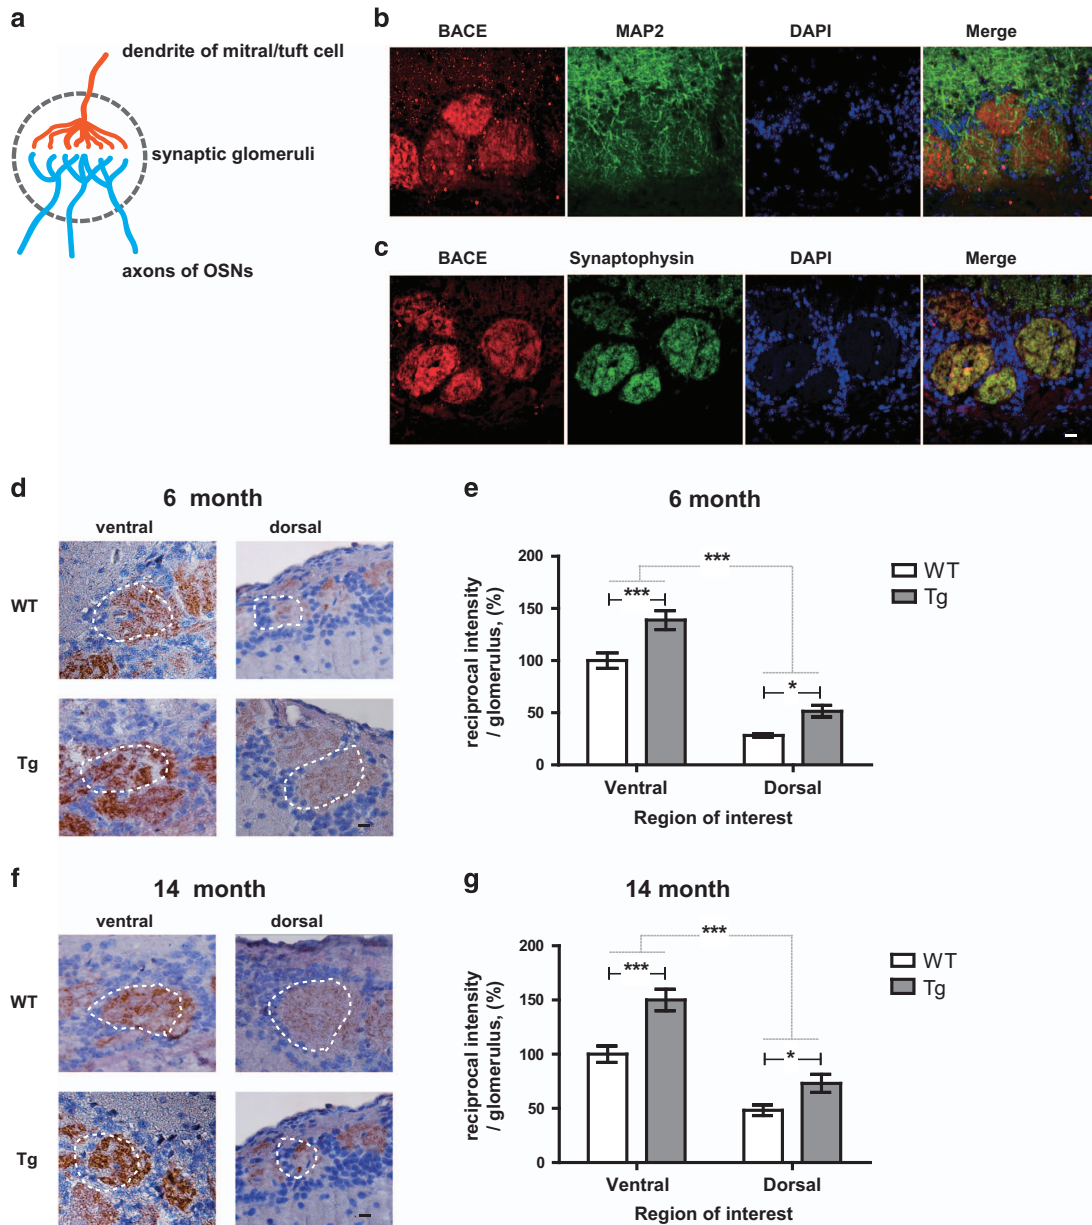 a
dendrite of mitral/tuft cell
synaptic glomeruli
axons of OSNs
b
BACE MAP2 DAPI Merge
c
BACE Synaptophysin DAPI Merge
d
6 month
ventral dorsal
WT
Tg
e
6 month
reciprocal intensity
/ glomerulus, (%)
200
150
100
50
0
***
***
*
WT
Tg
Ventral Dorsal
Region of interest
f
14 month
ventral dorsal
WT
Tg
g
14 month
reciprocal intensity
/ glomerulus, (%)
200
150
100
50
0
***
***
*
WT
Tg
Ventral Dorsal
Region of interest